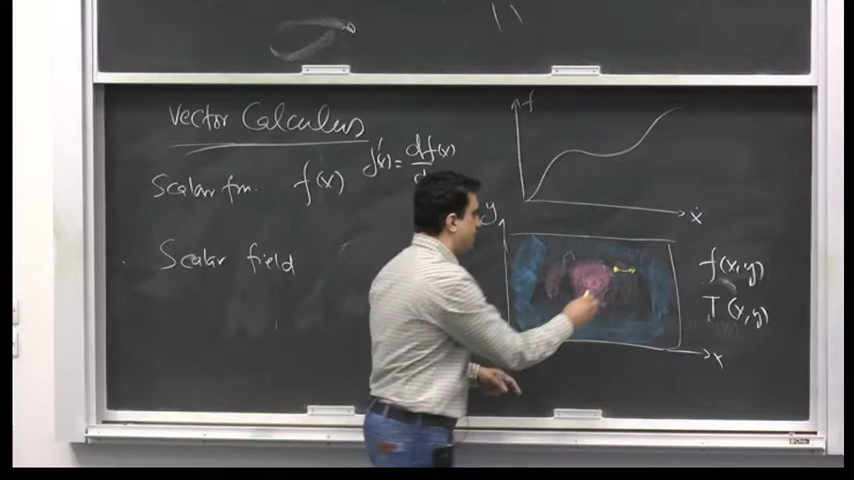 Vector Calculus
Scalar fn. f(x) f'(x) = df(x)
f
x
Scalar field
y
x
f(x,y)
T(x,y)